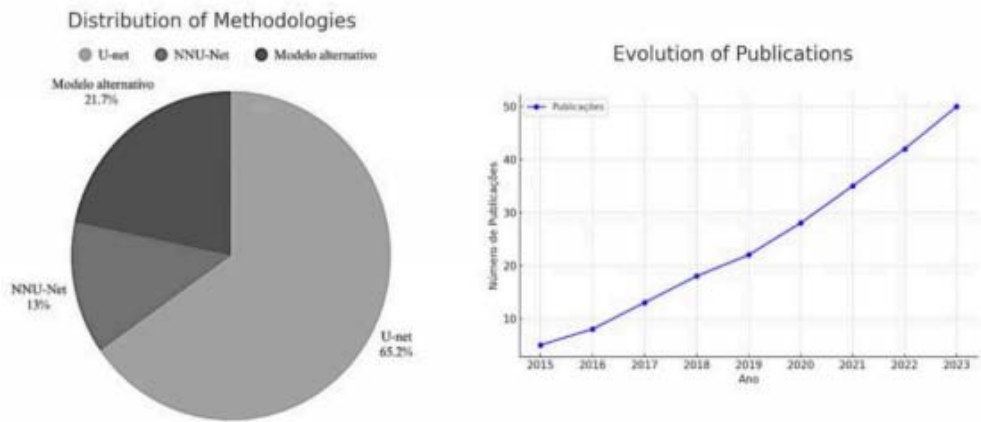 Distribution of Methodologies
U-net NNU-Net Modelo alternativo
Modelo alternativo
21.7%
NNU-Net
13%
U-net
65.2%
Evolution of Publications
Publicações
Número de Publicações
50
40
30
20
10
2015 2016 2017 2018 2019 2020 2021 2022 2023
Ano